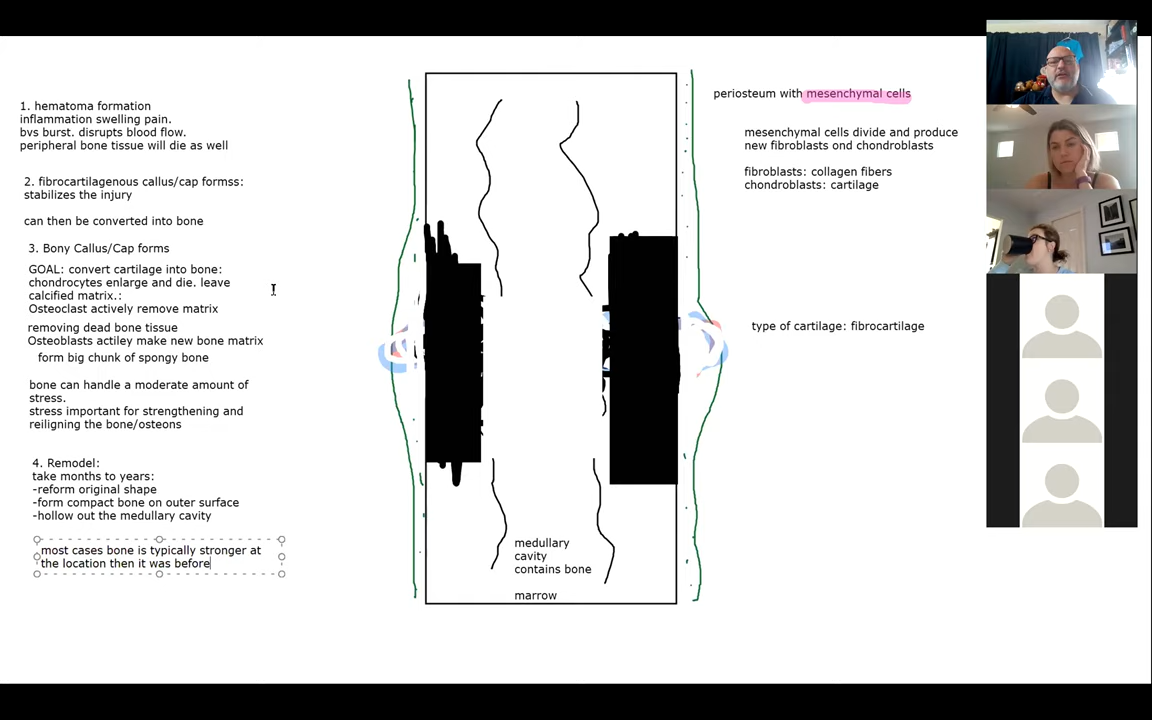 1. hematoma formation
inflammation swelling pain.
bvs burst. disrupts blood flow.
peripheral bone tissue will die as well
2. fibrocartilagenous callus/cap formss:
stabilizes the injury
can then be converted into bone
3. Bony Callus/Cap forms
GOAL: convert cartilage into bone:
chondrocytes enlarge and die. leave
calcified matrix.:
Osteoclast actively remove matrix
removing dead bone tissue
Osteoblasts actiley make new bone matrix
form big chunk of spongy bone
bone can handle a moderate amount of
stress.
stress important for strengthening and
reiligning the bone/osteons
4. Remodel:
take months to years:
-reform original shape
-form compact bone on outer surface
-hollow out the medullary cavity
most cases bone is typically stronger at
the location then it was before
medullary
cavity
contains bone
marrow
periosteum with mesenchymal cells
mesenchymal cells divide and produce
new fibroblasts ond chondroblasts
fibroblasts: collagen fibers
chondroblasts: cartilage
type of cartilage: fibrocartilage